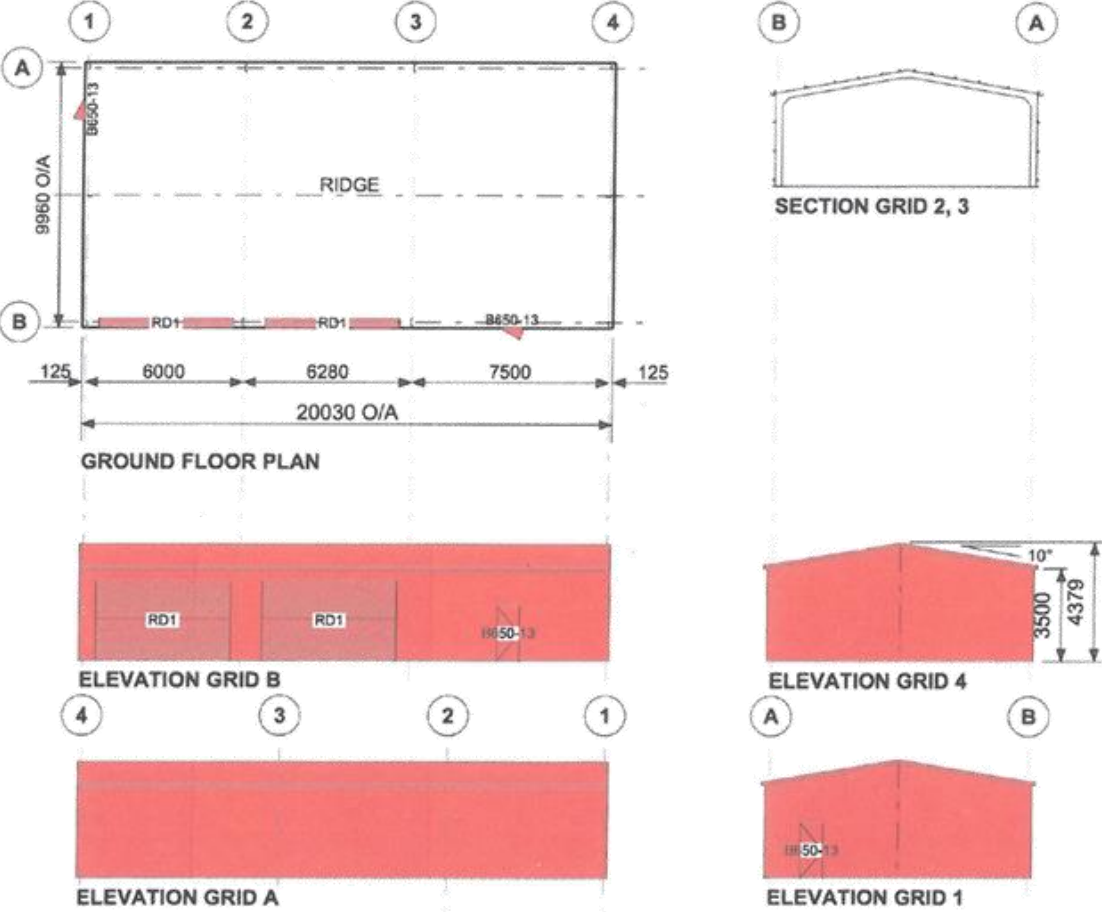 1 2 3 4 B A
A
B650-13
9960 O/A
RIDGE
SECTION GRID 2, 3
B
RD1 RD1 B650-13
125 6000 6280 7500 125
20030 O/A
GROUND FLOOR PLAN
10°
3500
4379
RD1 RD1 B650-13
ELEVATION GRID B ELEVATION GRID 4
4 3 2 1 A B
B650-13
ELEVATION GRID A ELEVATION GRID 1